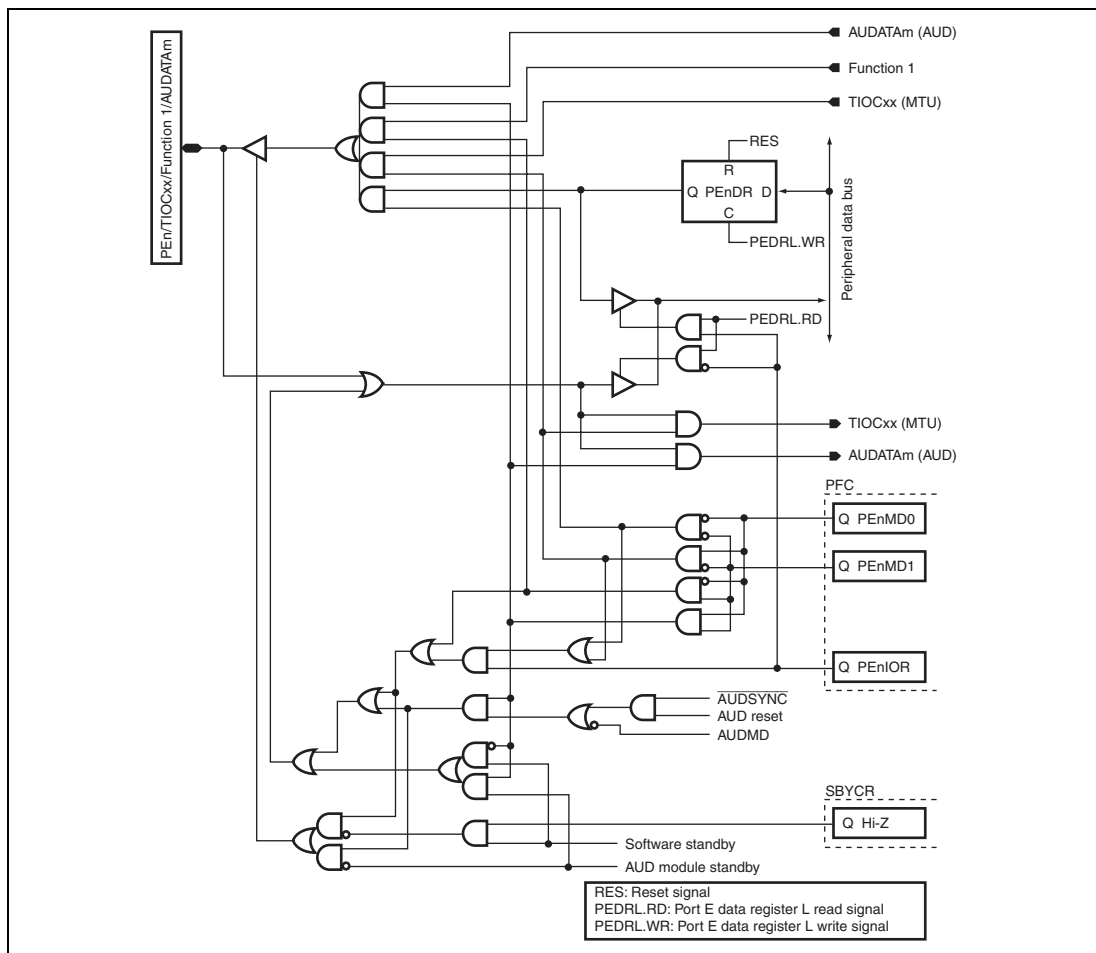 PEn/TIOCxx/Function 1/AUDATAm
AUDATAm (AUD)
Function 1
TIOCxx (MTU)
RES
R
Q PEnDR D
C
PEDRL.WR
Peripheral data bus
PEDRL.RD
TIOCxx (MTU)
AUDATAm (AUD)
PFC
Q PEnMD0
Q PEnMD1
Q PEnIOR
AUDSYNC
AUD reset
AUDMD
SBYCR
Q Hi-Z
Software standby
AUD module standby
RES: Reset signal
PEDRL.RD: Port E data register L read signal
PEDRL.WR: Port E data register L write signal